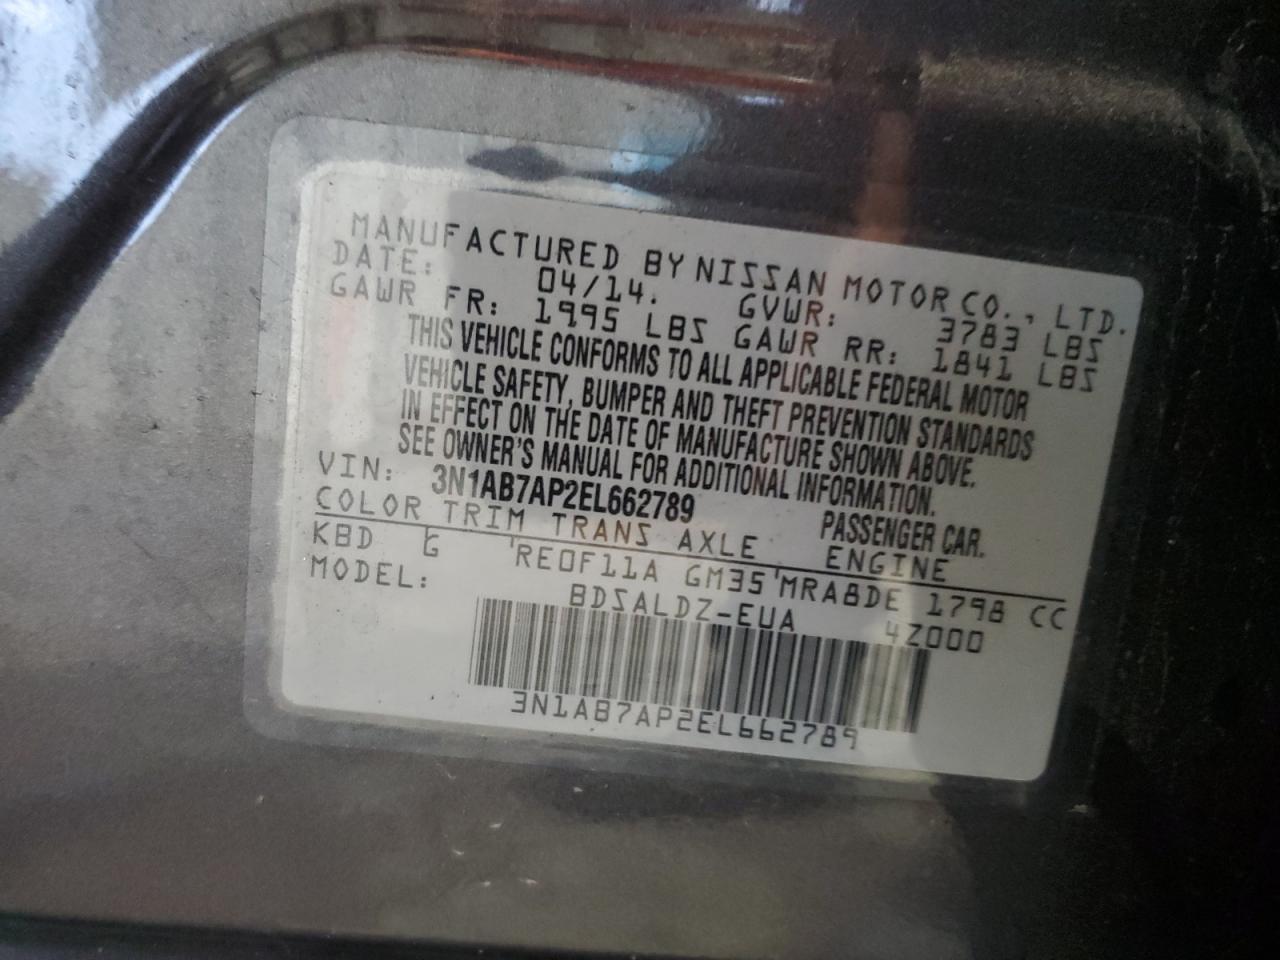 MANUFACTURED BY NISSAN MOTOR CO., LTD.
DATE: 04/14. GVWR: 3783 LBS
GAWR FR: 1995 LBS GAWR RR: 1841 LBS
THIS VEHICLE CONFORMS TO ALL APPLICABLE FEDERAL MOTOR
VEHICLE SAFETY, BUMPER AND THEFT PREVENTION STANDARDS
IN EFFECT ON THE DATE OF MANUFACTURE SHOWN ABOVE.
SEE OWNER'S MANUAL FOR ADDITIONAL INFORMATION.
VIN: 3N1AB7AP2EL662789 PASSENGER CAR.
COLOR TRIM TRANS AXLE ENGINE
KBD G RE0F11A GM35 MRA8DE 1798 CC
MODEL: BDSALDZ-EUA 4Z000
3N1AB7AP2EL662789